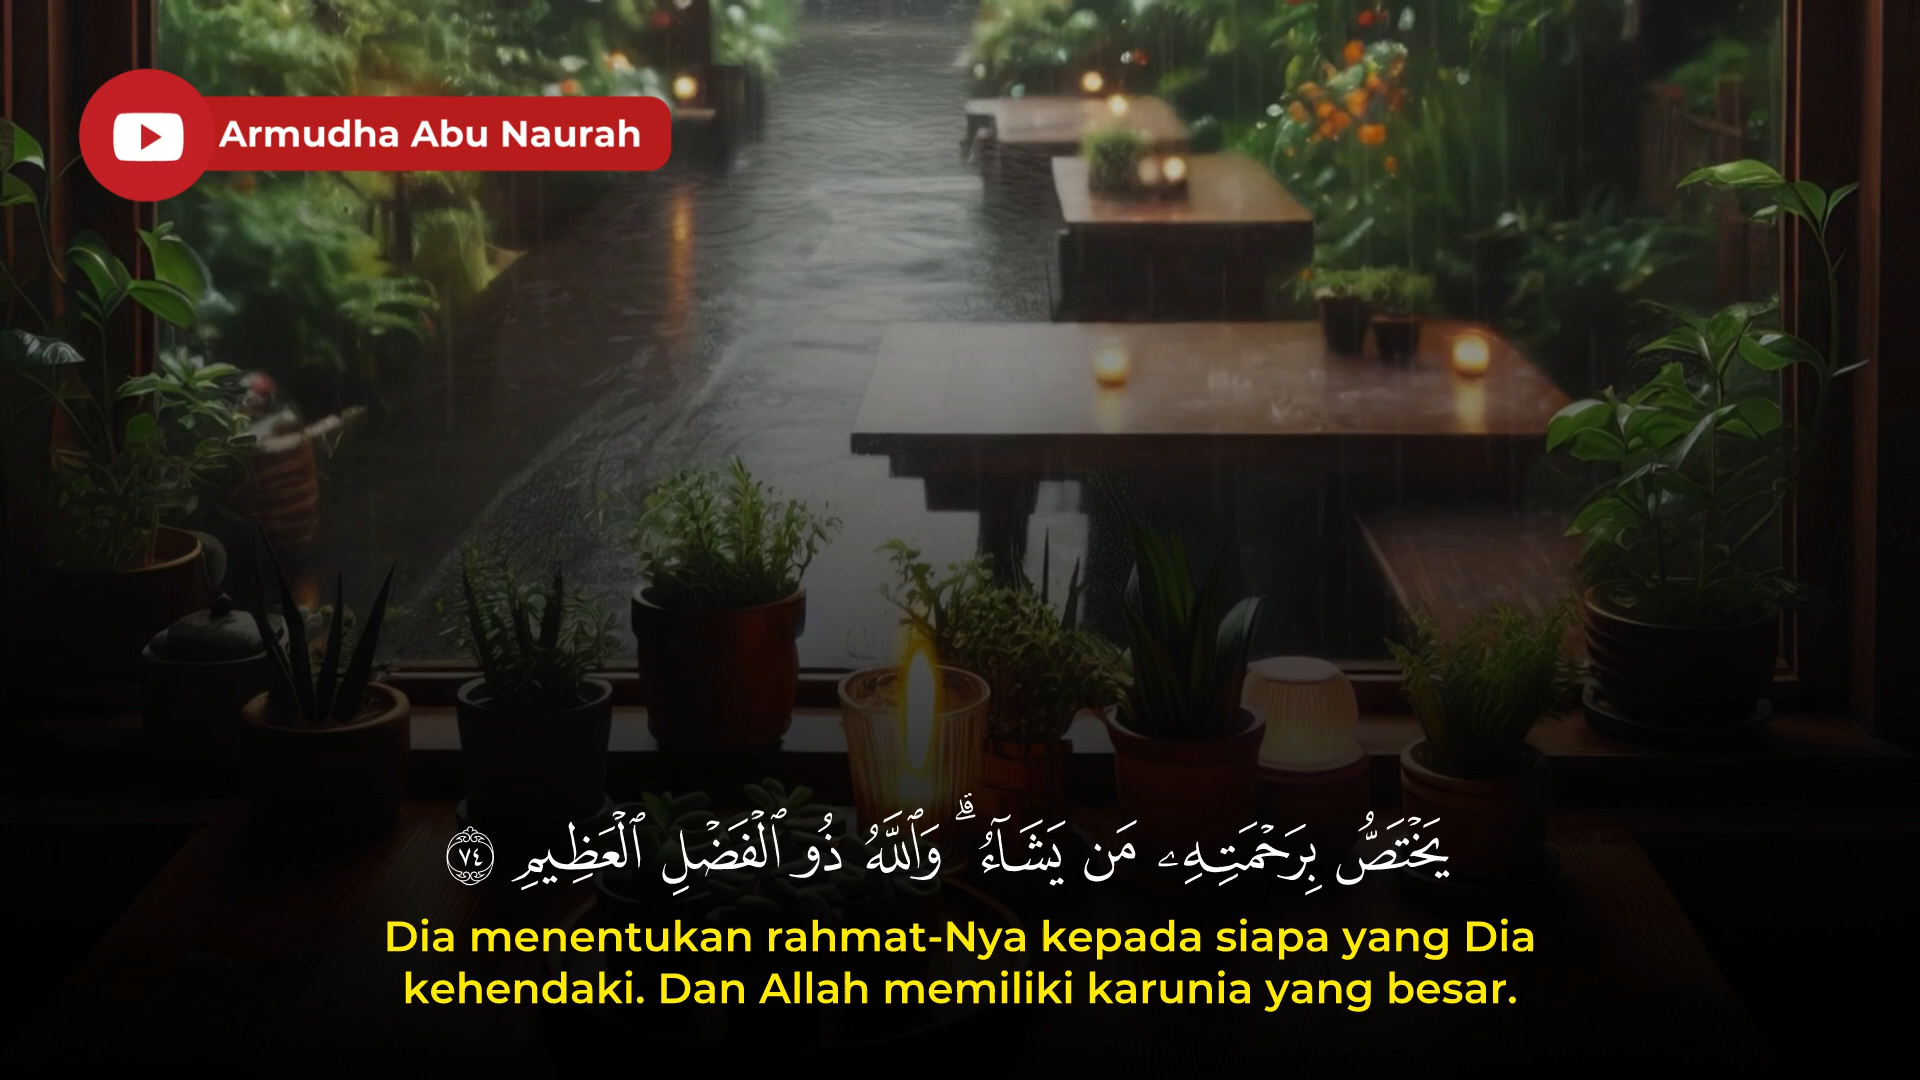 Armudha Abu Naurah
يَخْتَصُّ بِرَحْمَتِهِۦ مَن يَشَآءُ ۗ وَٱللَّهُ ذُو ٱلْفَضْلِ ٱلْعَظِيمِ ٧٤
Dia menentukan rahmat-Nya kepada siapa yang Dia
kehendaki. Dan Allah memiliki karunia yang besar.